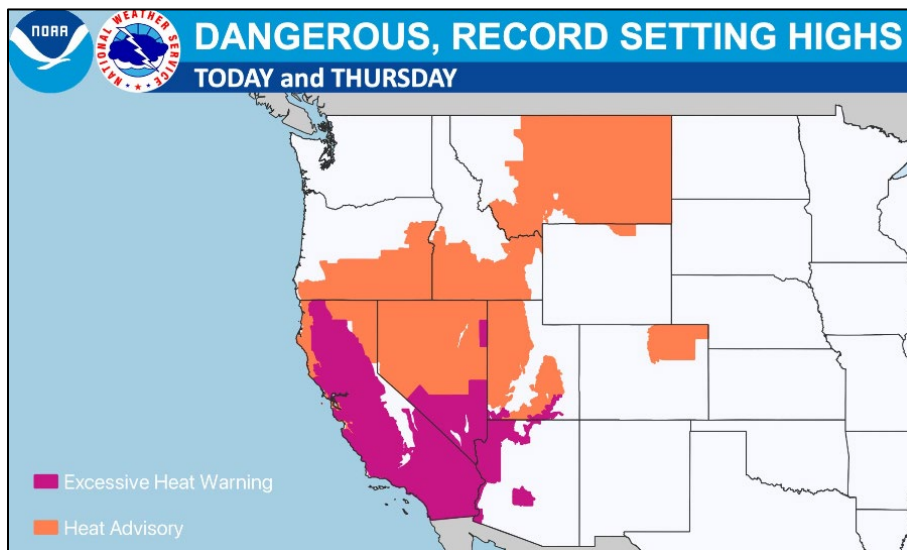 NOAA
NATIONAL WEATHER SERVICE
DANGEROUS, RECORD SETTING HIGHS
TODAY and THURSDAY
Excessive Heat Warning
Heat Advisory